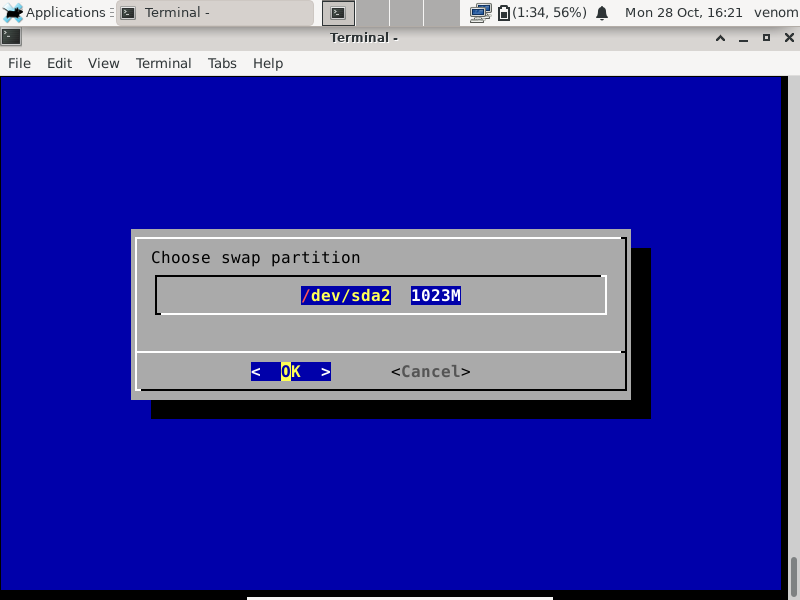 Applications
Terminal -
(1:34, 56%)
Mon 28 Oct, 16:21
venom
Terminal -
File Edit View Terminal Tabs Help
Choose swap partition
/dev/sda2 1023M
< OK > <Cancel>